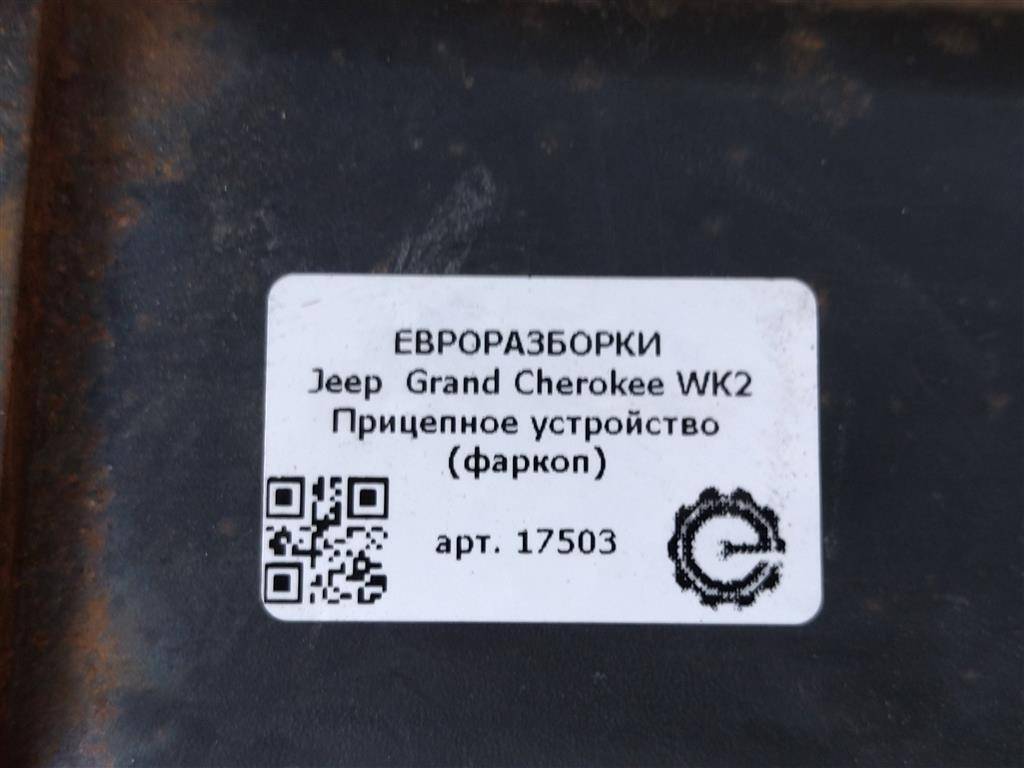 ЕВРОРАЗБОРКИ
Jeep Grand Cherokee WK2
Прицепное устройство
(фаркоп)
арт. 17503